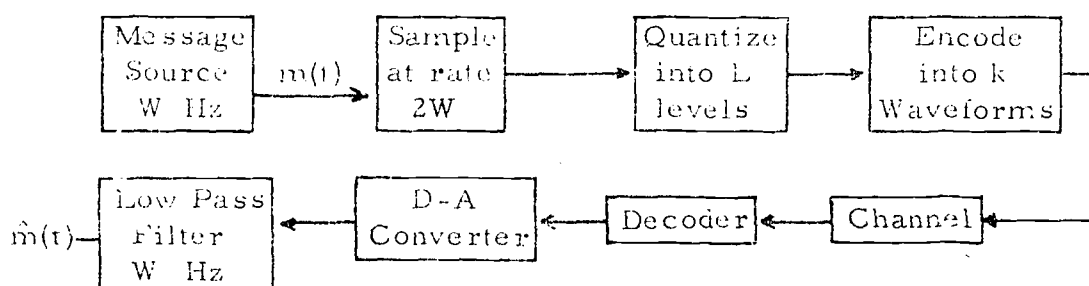 Message
Source
W Hz
m(t)
Sample
at rate
2W
Quantize
into L
levels
Encode
into k
Waveforms
Low Pass
Filter
W Hz
m̂(t)
D-A
Converter
Decoder
Channel